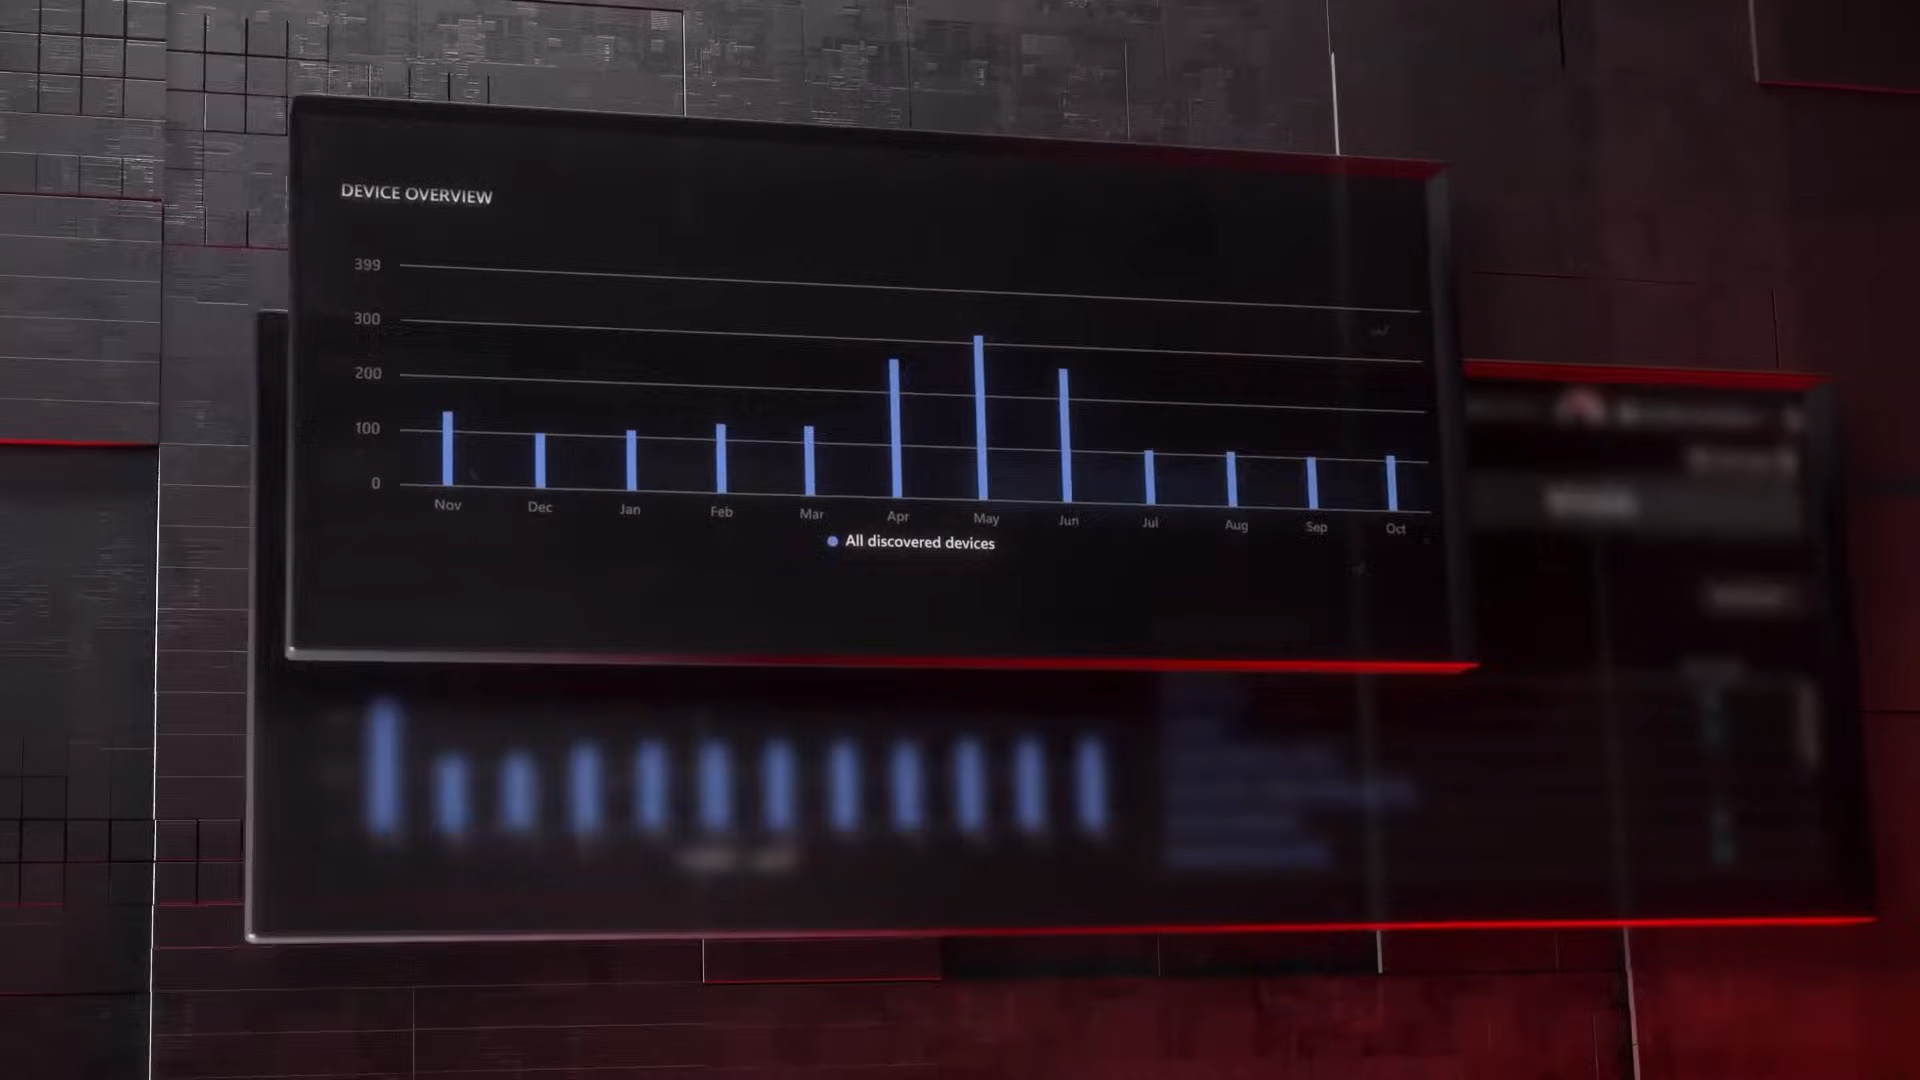 DEVICE OVERVIEW
399
300
200
100
0
Nov Dec Jan Feb Mar Apr May Jun Jul Aug Sep Oct
All discovered devices